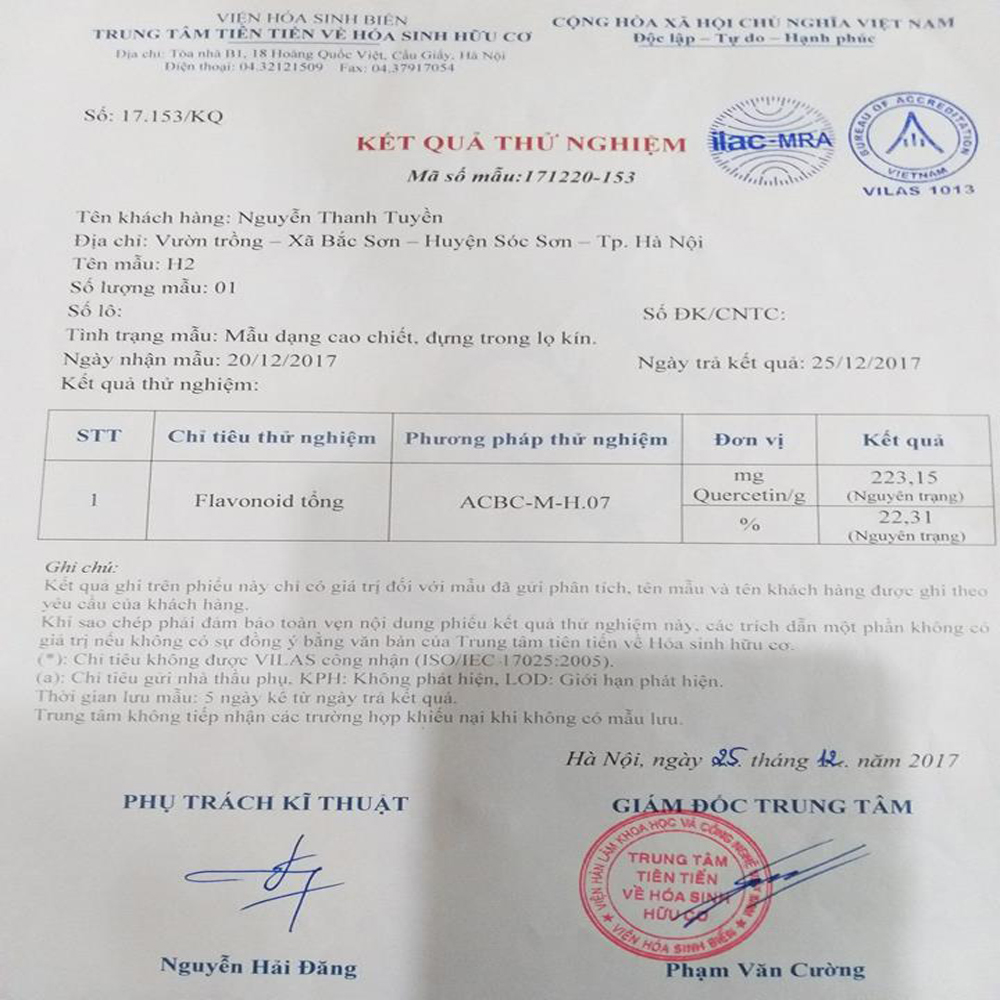 VIỆN HÓA SINH BIỂN
TRUNG TÂM TIÊN TIẾN VỀ HÓA SINH HỮU CƠ
Địa chỉ: Tòa nhà B1, 18 Hoàng Quốc Việt, Cầu Giấy, Hà Nội
Điện thoại: 04.32121509 Fax: 04.37917054
CỘNG HÒA XÃ HỘI CHỦ NGHĨA VIỆT NAM
Độc lập – Tự do – Hạnh phúc
Số: 17.153/KQ
KẾT QUẢ THỬ NGHIỆM
Mã số mẫu:171220-153
ilac-MRA
BUREAU OF ACCREDITATION
VIETNAM
VILAS 1013
Tên khách hàng: Nguyễn Thanh Tuyền
Địa chỉ: Vườn trồng – Xã Bắc Sơn – Huyện Sóc Sơn – Tp. Hà Nội
Tên mẫu: H2
Số lượng mẫu: 01
Số lô: Số ĐK/CNTC:
Tình trạng mẫu: Mẫu dạng cao chiết, đựng trong lọ kín.
Ngày nhận mẫu: 20/12/2017 Ngày trả kết quả: 25/12/2017
Kết quả thử nghiệm:
STT Chỉ tiêu thử nghiệm Phương pháp thử nghiệm Đơn vị Kết quả
1 Flavonoid tổng ACBC-M-H.07
mg Quercetin/g 223,15 (Nguyên trạng)
% 22,31 (Nguyên trạng)
Ghi chú:
Kết quả ghi trên phiếu này chỉ có giá trị đối với mẫu đã gửi phân tích, tên mẫu và tên khách hàng được ghi theo
yêu cầu của khách hàng.
Khi sao chép phải đảm bảo toàn vẹn nội dung phiếu kết quả thử nghiệm này, các trích dẫn một phần không có
giá trị nếu không có sự đồng ý bằng văn bản của Trung tâm tiên tiến về Hóa sinh hữu cơ.
(*): Chỉ tiêu không được VILAS công nhận (ISO/IEC 17025:2005).
(a): Chỉ tiêu gửi nhà thầu phụ. KPH: Không phát hiện, LOD: Giới hạn phát hiện.
Thời gian lưu mẫu: 5 ngày kể từ ngày trả kết quả.
Trung tâm không tiếp nhận các trường hợp khiếu nại khi không có mẫu lưu.
Hà Nội, ngày 25. tháng 12. năm 2017
PHỤ TRÁCH KĨ THUẬT
GIÁM ĐỐC TRUNG TÂM
VIỆN HÀN LÂM KHOA HỌC VÀ CÔNG NGHỆ VIỆT NAM
TRUNG TÂM
TIÊN TIẾN
VỀ HÓA SINH
HỮU CƠ
★ VIỆN HÓA SINH BIỂN ★
Nguyễn Hải Đăng
Phạm Văn Cường